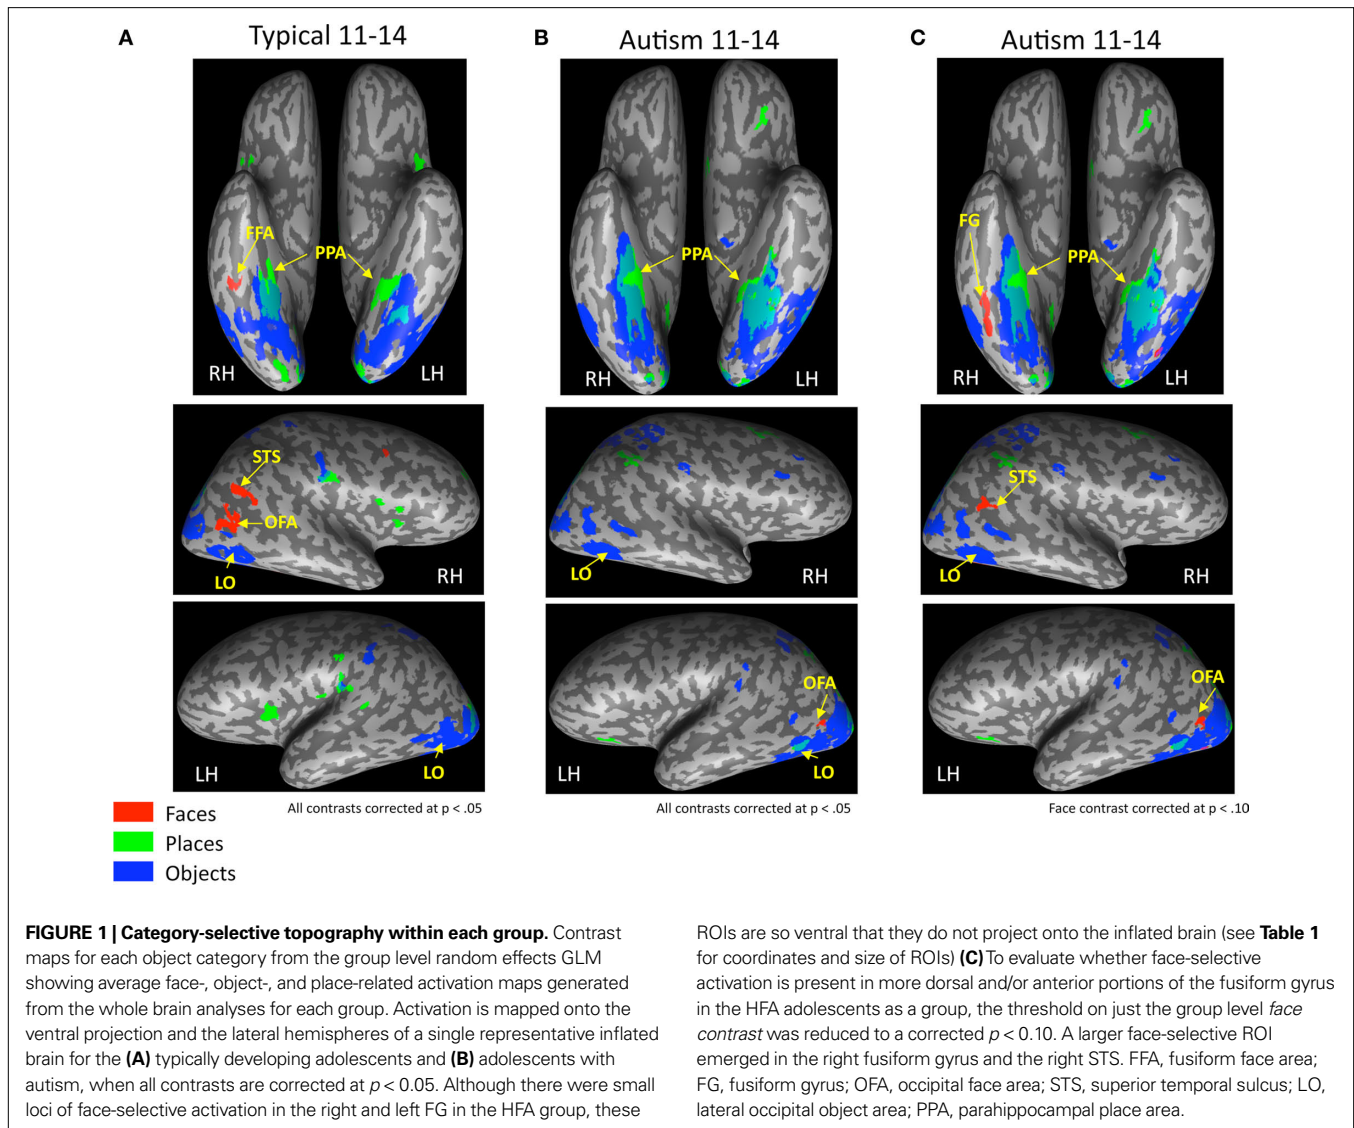 A
Typical 11-14
B
Autism 11-14
C
Autism 11-14
FFA
PPA
RH
LH
PPA
RH
LH
FG
PPA
RH
LH
STS
OFA
LO
RH
LO
RH
STS
LO
RH
LH
LO
OFA
LO
LH
OFA
LH
All contrasts corrected at p < .05
All contrasts corrected at p < .05
Face contrast corrected at p < .10
Faces
Places
Objects
FIGURE 1 | Category-selective topography within each group. Contrast
maps for each object category from the group level random effects GLM
showing average face-, object-, and place-related activation maps generated
from the whole brain analyses for each group. Activation is mapped onto the
ventral projection and the lateral hemispheres of a single representative inflated
brain for the (A) typically developing adolescents and (B) adolescents with
autism, when all contrasts are corrected at p < 0.05. Although there were small
loci of face-selective activation in the right and left FG in the HFA group, these
ROIs are so ventral that they do not project onto the inflated brain (see Table 1
for coordinates and size of ROIs) (C) To evaluate whether face-selective
activation is present in more dorsal and/or anterior portions of the fusiform gyrus
in the HFA adolescents as a group, the threshold on just the group level face
contrast was reduced to a corrected p < 0.10. A larger face-selective ROI
emerged in the right fusiform gyrus and the right STS. FFA, fusiform face area;
FG, fusiform gyrus; OFA, occipital face area; STS, superior temporal sulcus; LO,
lateral occipital object area; PPA, parahippocampal place area.